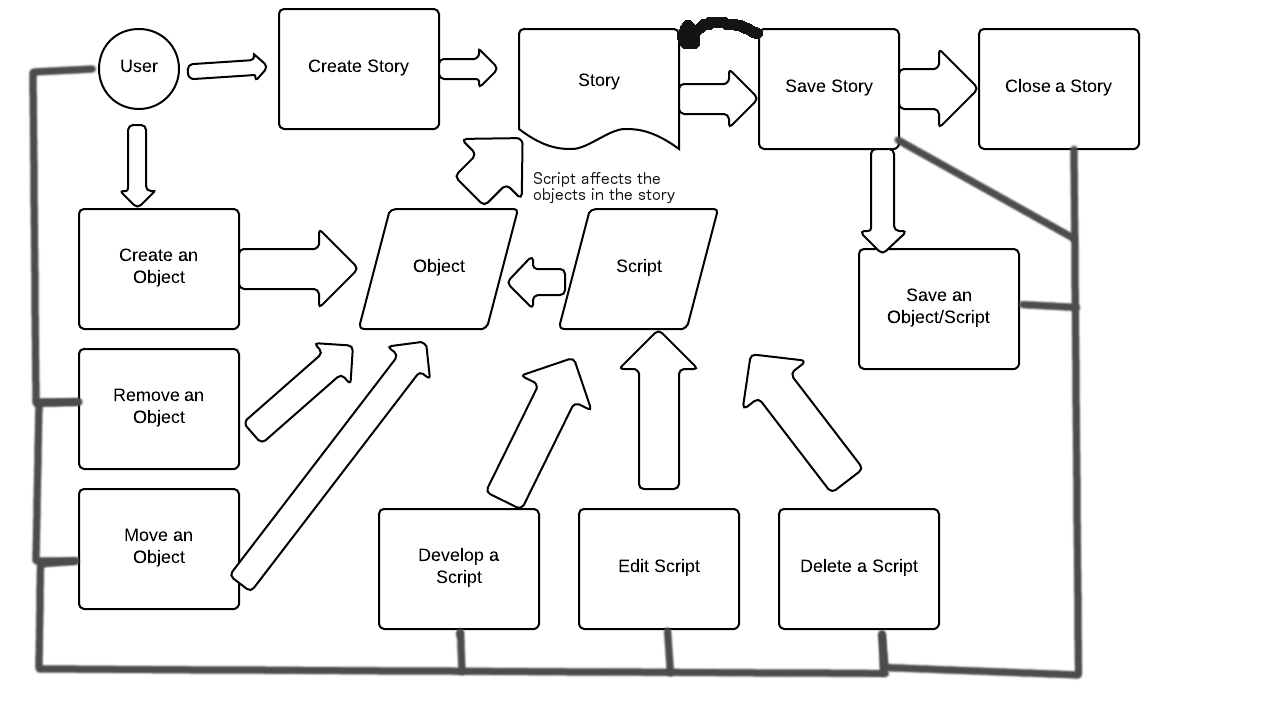 User
Create Story
Story
Save Story
Close a Story
Script affects the
objects in the story
Create an
Object
Object
Script
Save an
Object/Script
Remove an
Object
Move an
Object
Develop a
Script
Edit Script
Delete a Script